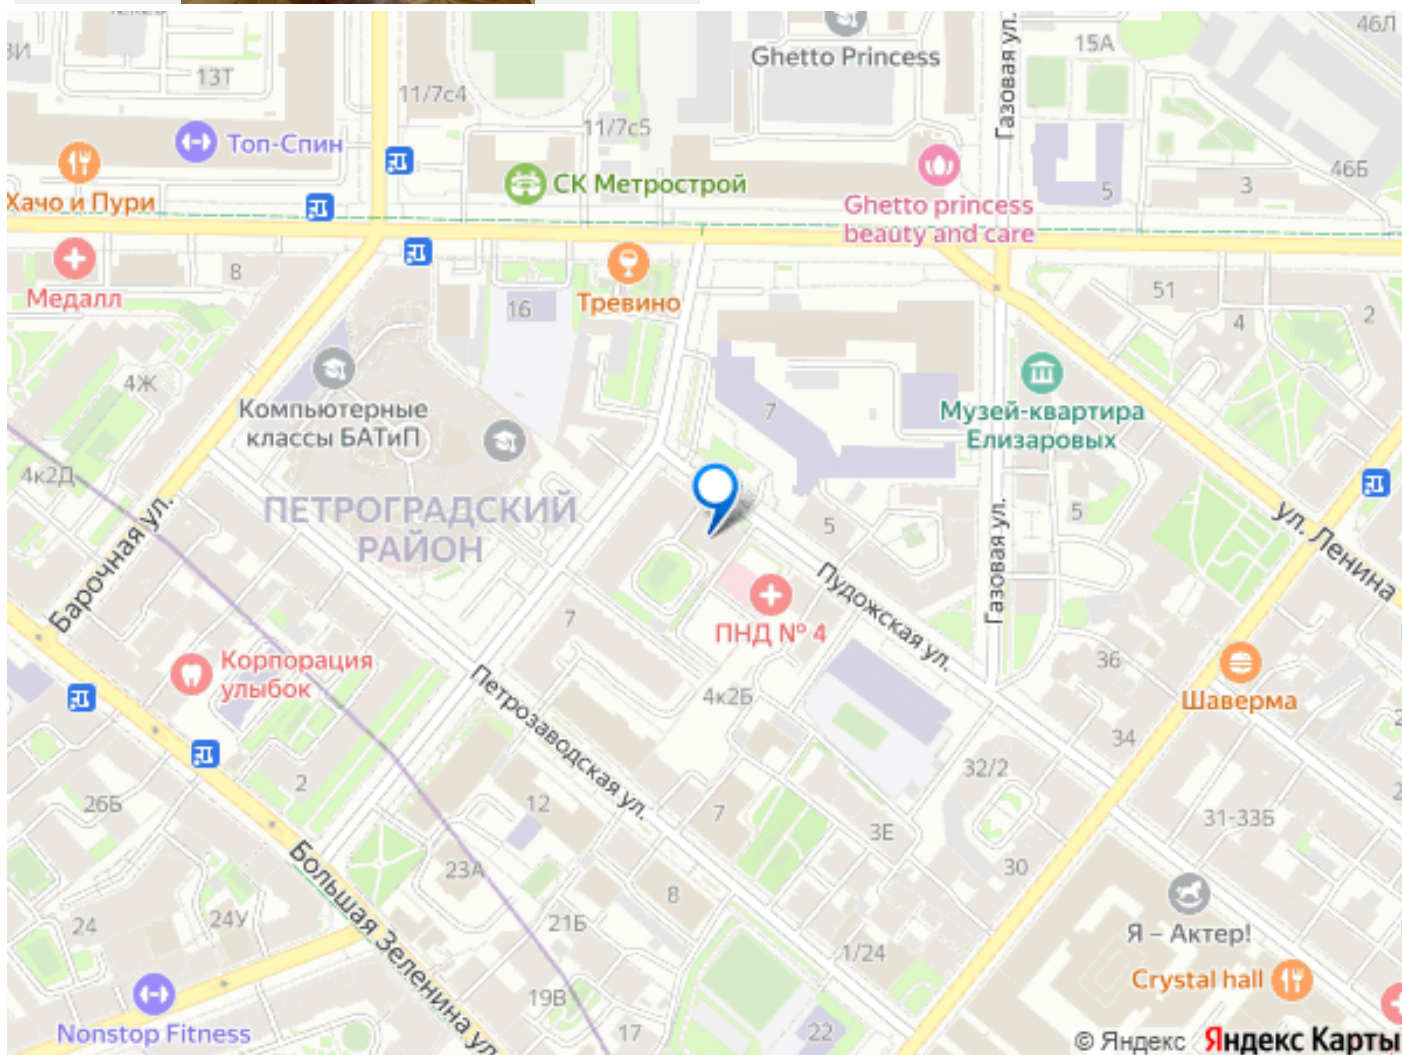 46Л
15А
Газовая ул.
Ghetto Princess
13Т
11/7с4
11/7с5
Топ-Спин
46Б
Хачо и Пури
СК Метрострой
5
3
Ghetto princess
beauty and care
Медалл
8
16
Тревино
51
4
2
4Ж
Компьютерные
классы БАТиП
7
Музей-квартира
Елизаровых
4к2Д
ПЕТРОГРАДСКИЙ
РАЙОН
5
5
ул. Ленина
Барочная ул.
Газовая ул.
Пудожская ул.
7
ПНД № 4
Корпорация
улыбок
36
Шаверма
4к2Б
Петрозаводская ул.
34
32/2
2
26Б
12
7
3Е
31-33Б
30
Большая Зеленина ул.
23А
8
24
24У
21Б
1/24
Я – Актер!
Crystal hall
19В
17
22
Nonstop Fitness
© Яндекс Яндекс Карты